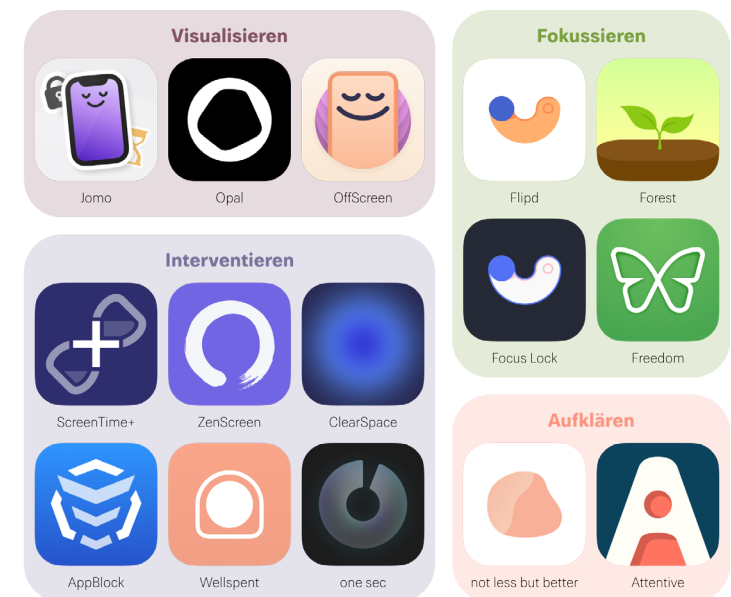 Visualisieren
Jomo
Opal
OffScreen
Interventieren
ScreenTime+
ZenScreen
ClearSpace
AppBlock
Wellspent
one sec
Fokussieren
Flipd
Forest
Focus Lock
Freedom
Aufklären
not less but better
Attentive